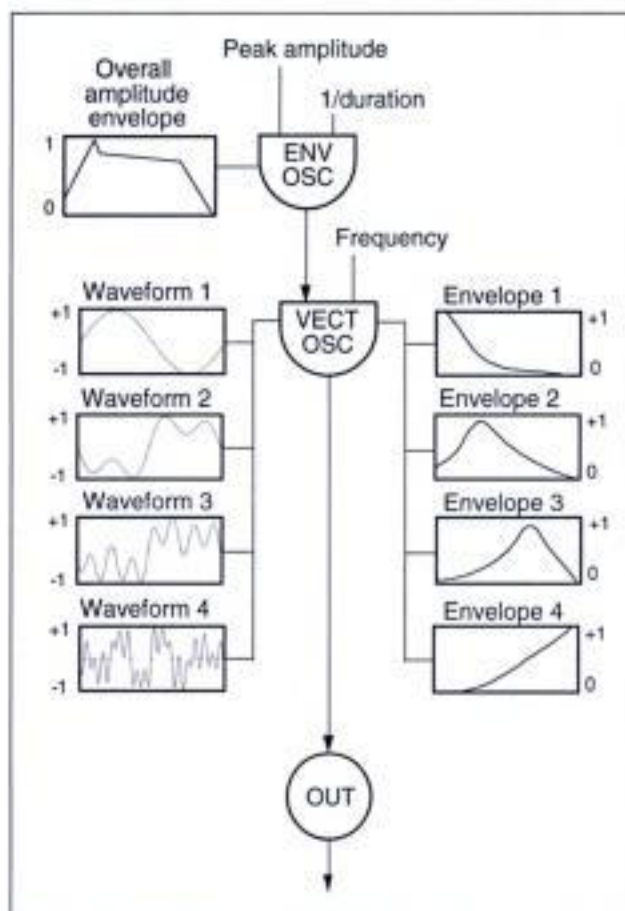 Peak amplitude
Overall
amplitude
envelope
1/duration
1
0
ENV
OSC
Frequency
Waveform 1
+1
-1
VECT
OSC
Envelope 1
+1
0
Waveform 2
+1
-1
Envelope 2
+1
0
Waveform 3
+1
-1
Envelope 3
+1
0
Waveform 4
+1
-1
Envelope 4
+1
0
OUT